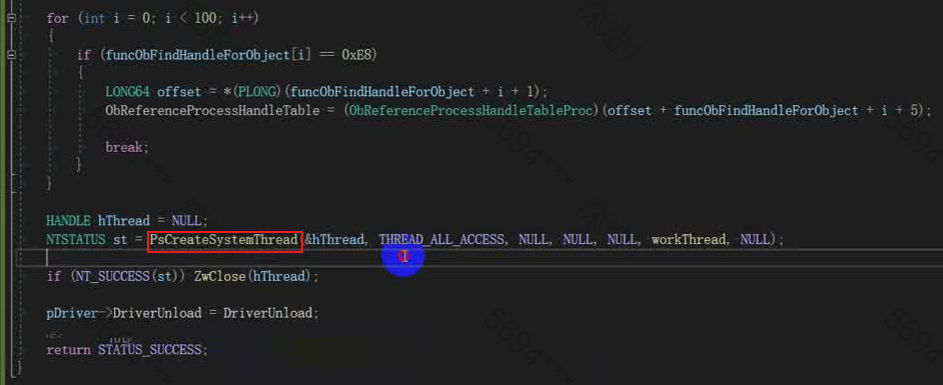 for (int i = 0; i < 100; i++)
{
if (funcObFindHandleForObject[i] == 0xE8)
{
LONG64 offset = *(PLONG)(funcObFindHandleForObject + i + 1);
ObReferenceProcessHandleTable = (ObReferenceProcessHandleTableProc)(offset + funcObFindHandleForObject + i + 5);
break;
}
}
HANDLE hThread = NULL;
NTSTATUS st = PsCreateSystemThread(&hThread, THREAD_ALL_ACCESS, NULL, NULL, NULL, workThread, NULL);
if (NT_SUCCESS(st)) ZwClose(hThread);
pDriver->DriverUnload = DriverUnload;
return STATUS_SUCCESS;
}